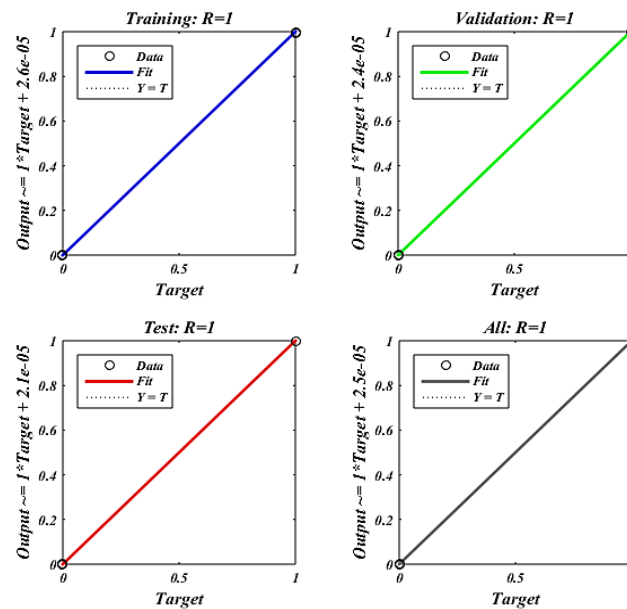 Training: R=1
Output ~= 1*Target + 2.6e-05
1
0.8
0.6
0.4
0.2
0
Data
Fit
Y = T
0
0.5
1
Target
Validation: R=1
Output ~= 1*Target + 2.4e-05
1
0.8
0.6
0.4
0.2
0
Data
Fit
Y = T
0
0.5
Target
Test: R=1
Output ~= 1*Target + 2.1e-05
1
0.8
0.6
0.4
0.2
0
Data
Fit
Y = T
0
0.5
1
Target
All: R=1
Output ~= 1*Target + 2.5e-05
1
0.8
0.6
0.4
0.2
0
Data
Fit
Y = T
0
0.5
Target